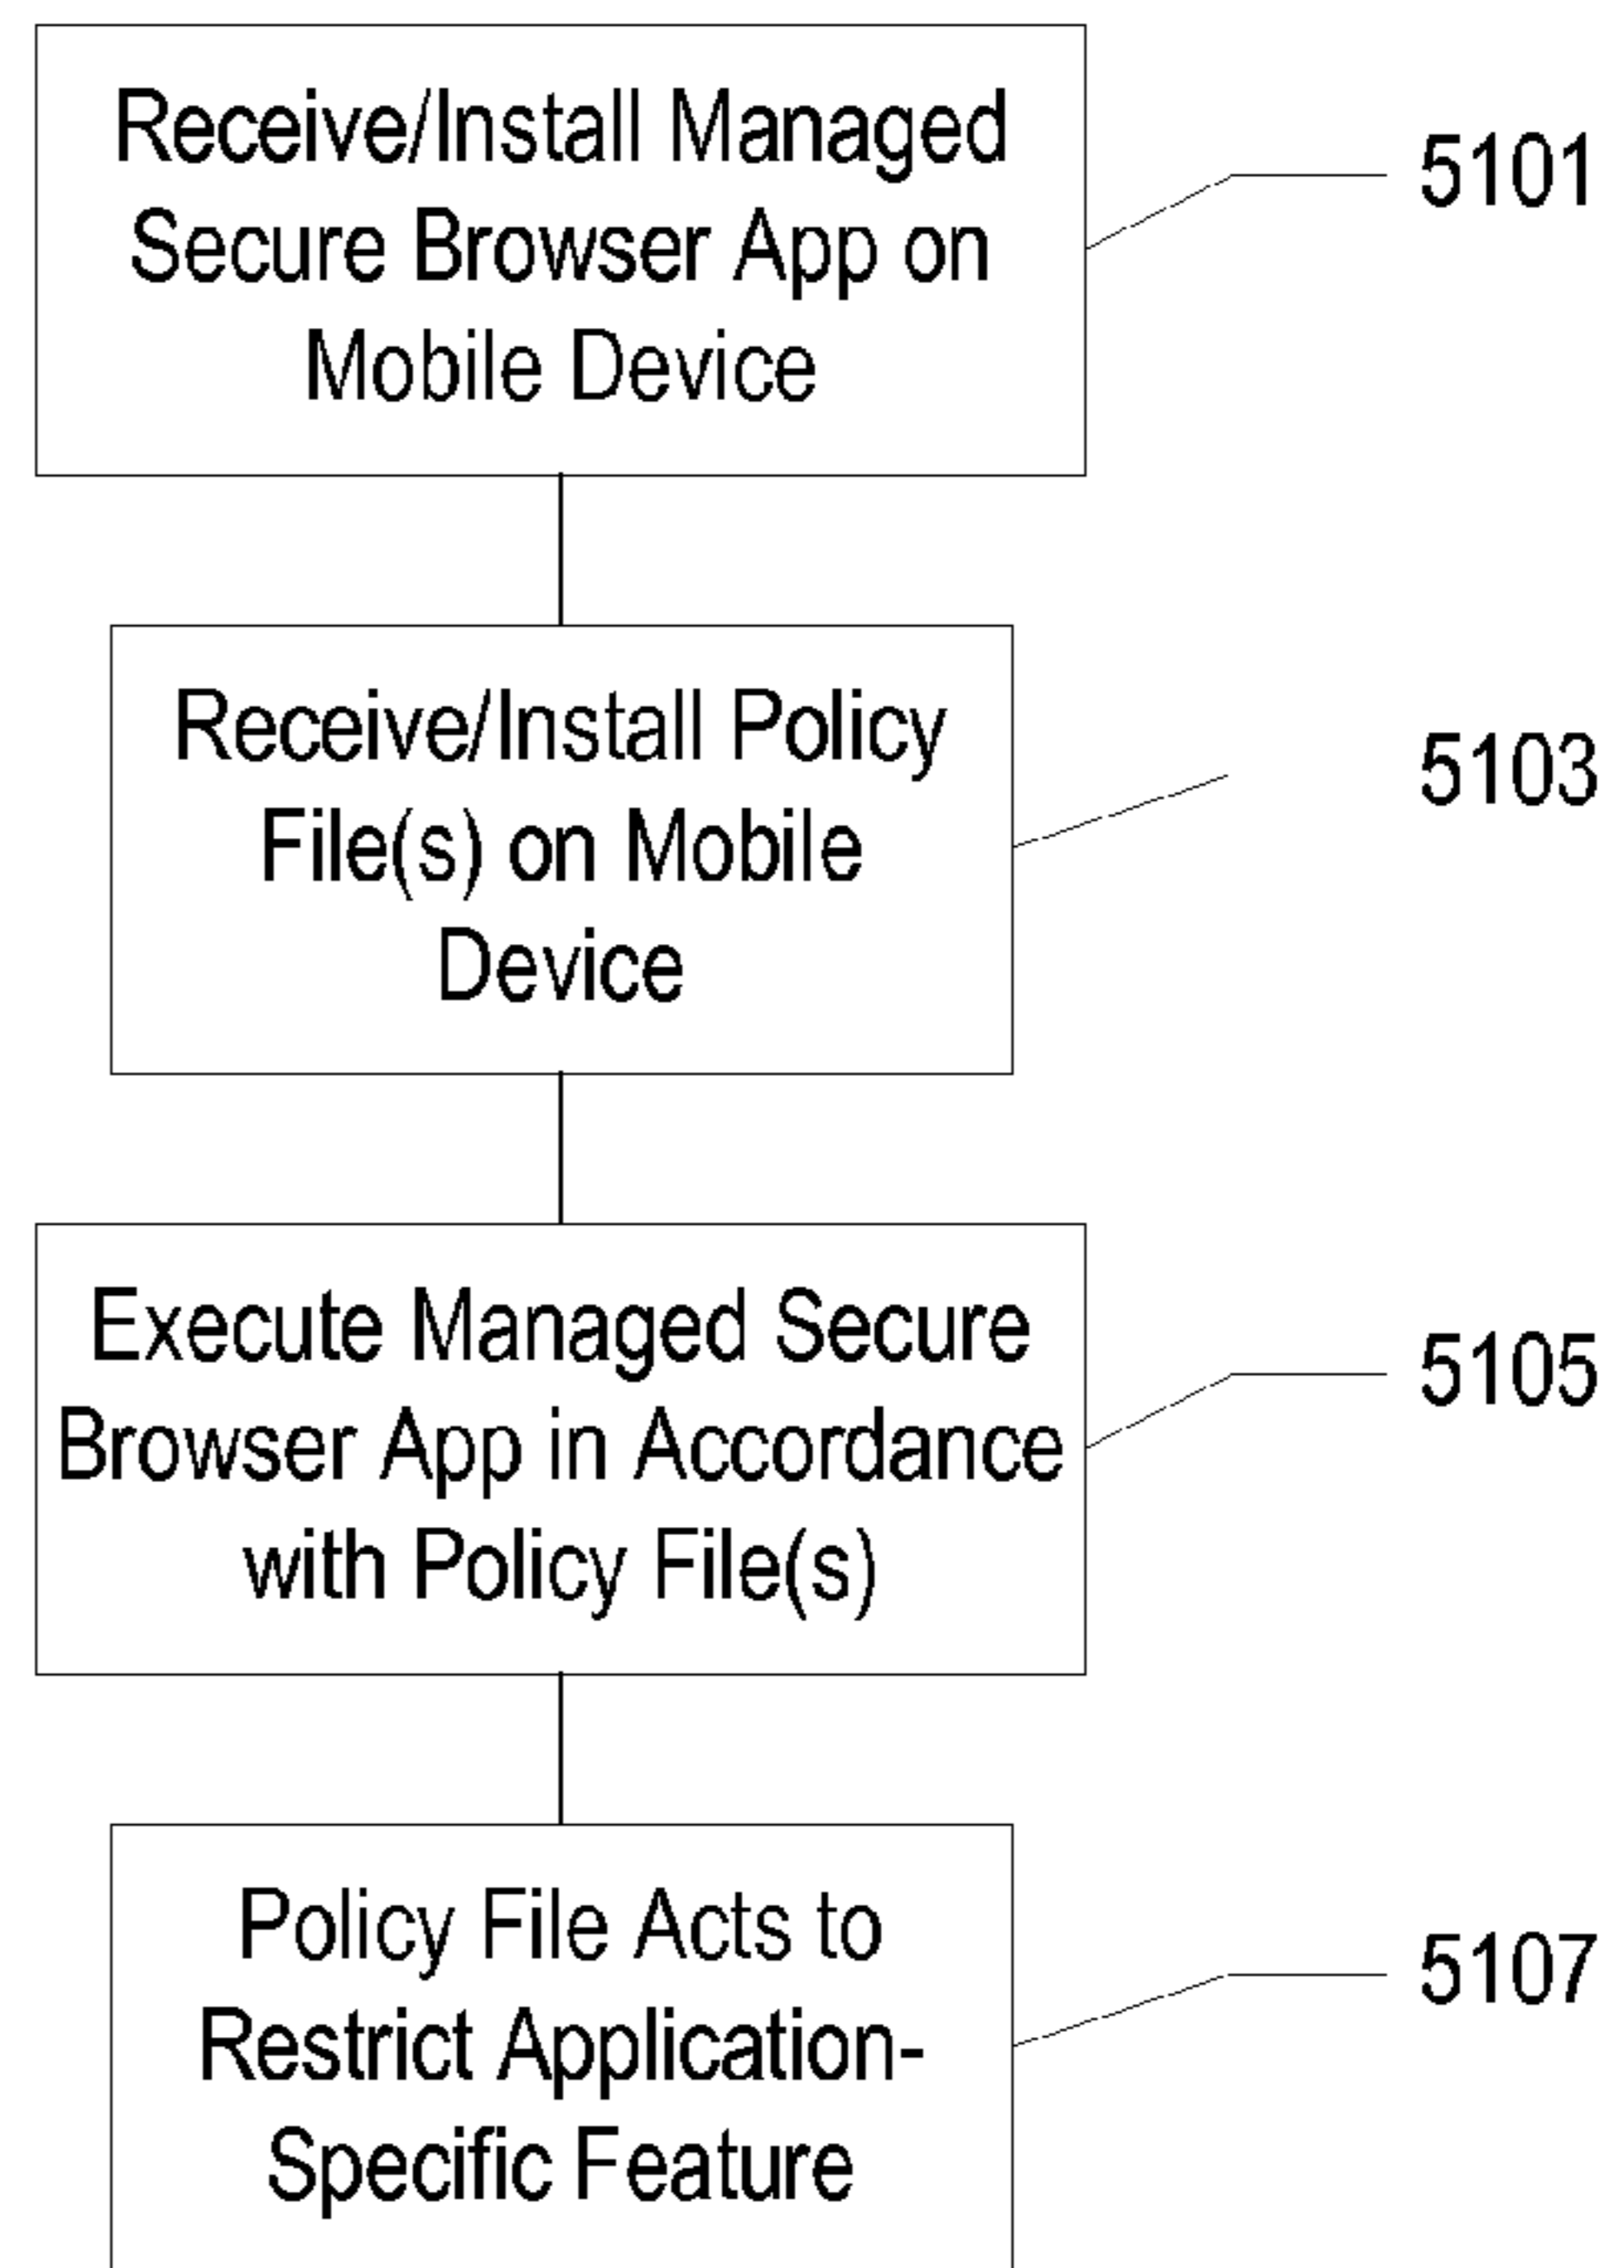 Receive/Install Managed
Secure Browser App on
Mobile Device
5101
Receive/Install Policy
File(s) on Mobile
Device
5103
Execute Managed Secure
Browser App in Accordance
with Policy File(s)
5105
Policy File Acts to
Restrict Application-
Specific Feature
5107